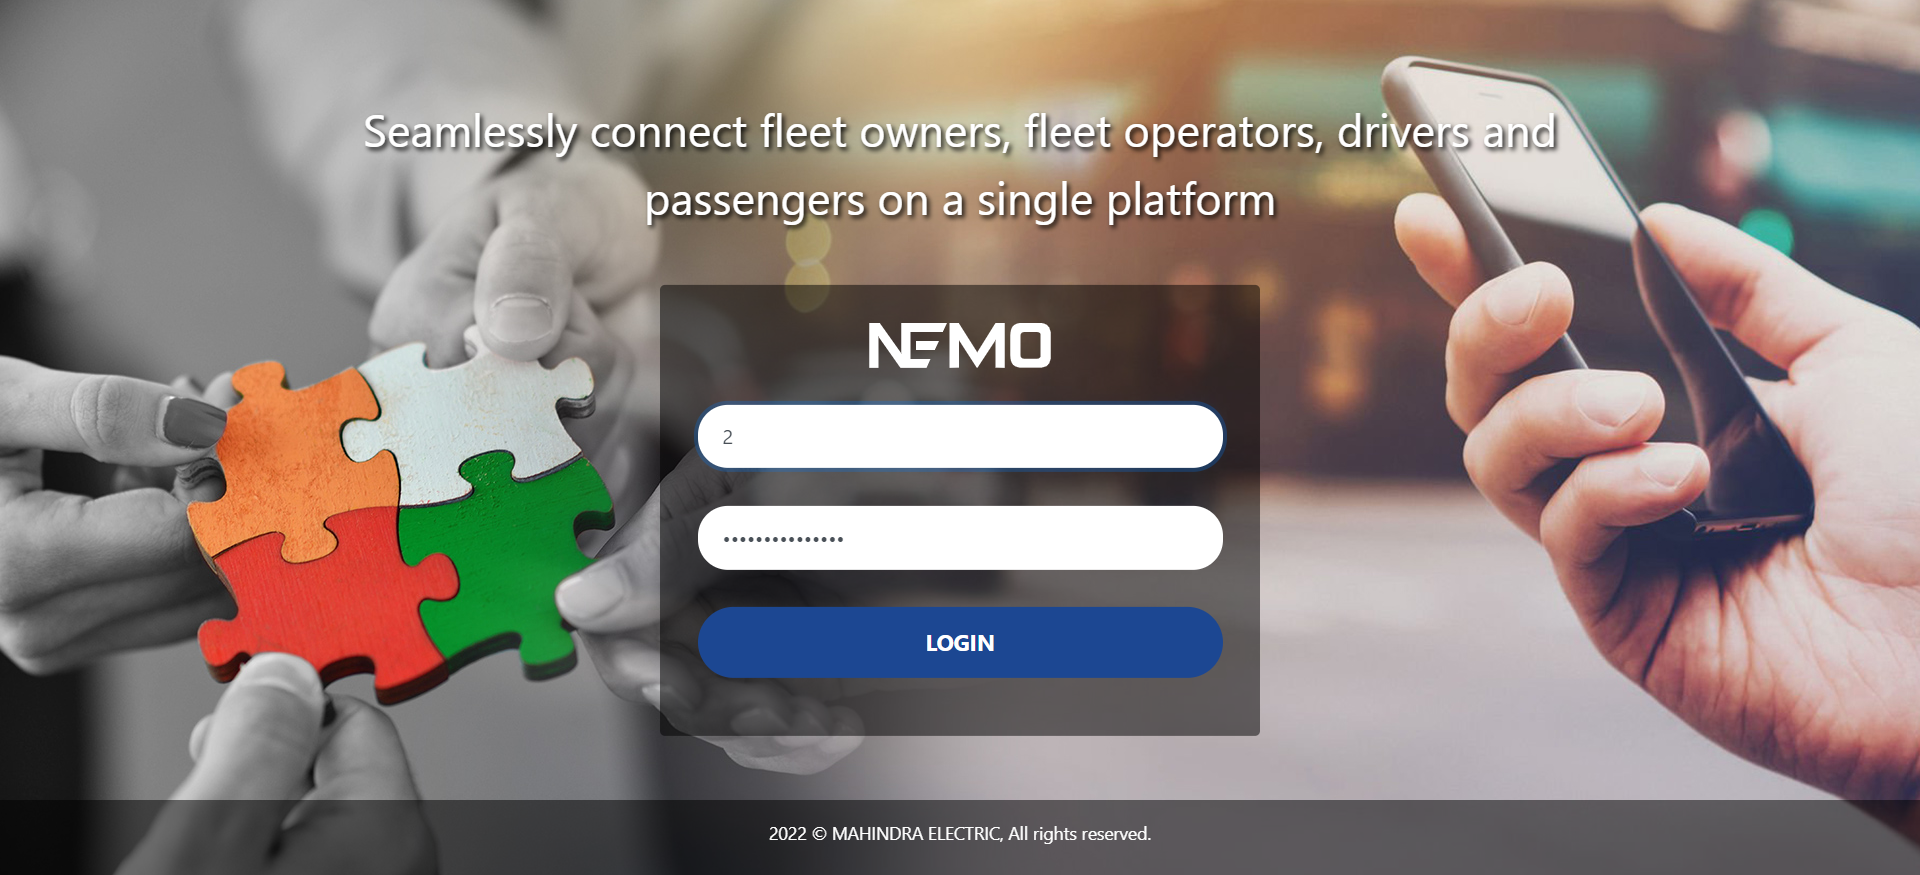 Seamlessly connect fleet owners, fleet operators, drivers and
passengers on a single platform
NEMO
2
•••••••••••••••
LOGIN
2022 © MAHINDRA ELECTRIC, All rights reserved.